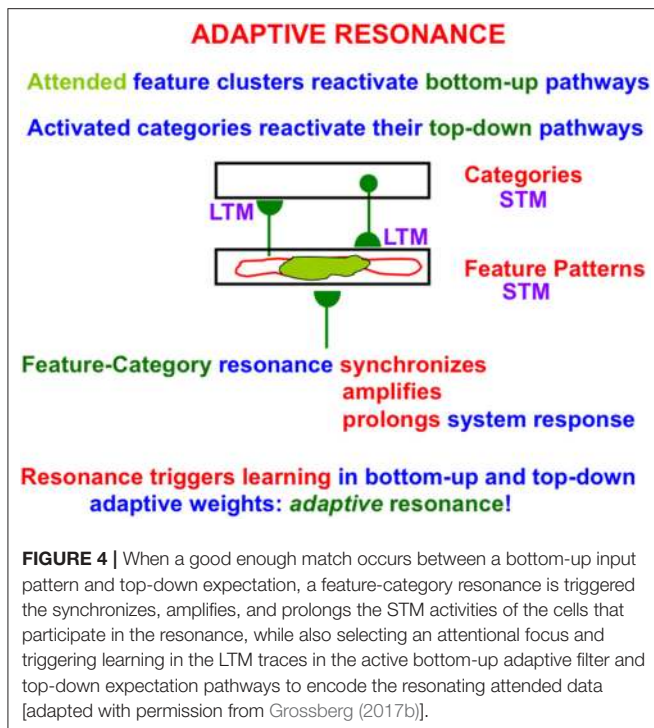 ADAPTIVE RESONANCE
Attended feature clusters reactivate bottom-up pathways
Activated categories reactivate their top-down pathways
Categories
STM
LTM
LTM
Feature Patterns
STM
Feature-Category resonance synchronizes
amplifies
prolongs system response
Resonance triggers learning in bottom-up and top-down
adaptive weights: adaptive resonance!
FIGURE 4 | When a good enough match occurs between a bottom-up input
pattern and top-down expectation, a feature-category resonance is triggered
the synchronizes, amplifies, and prolongs the STM activities of the cells that
participate in the resonance, while also selecting an attentional focus and
triggering learning in the LTM traces in the active bottom-up adaptive filter and
top-down expectation pathways to encode the resonating attended data
[adapted with permission from Grossberg (2017b)].